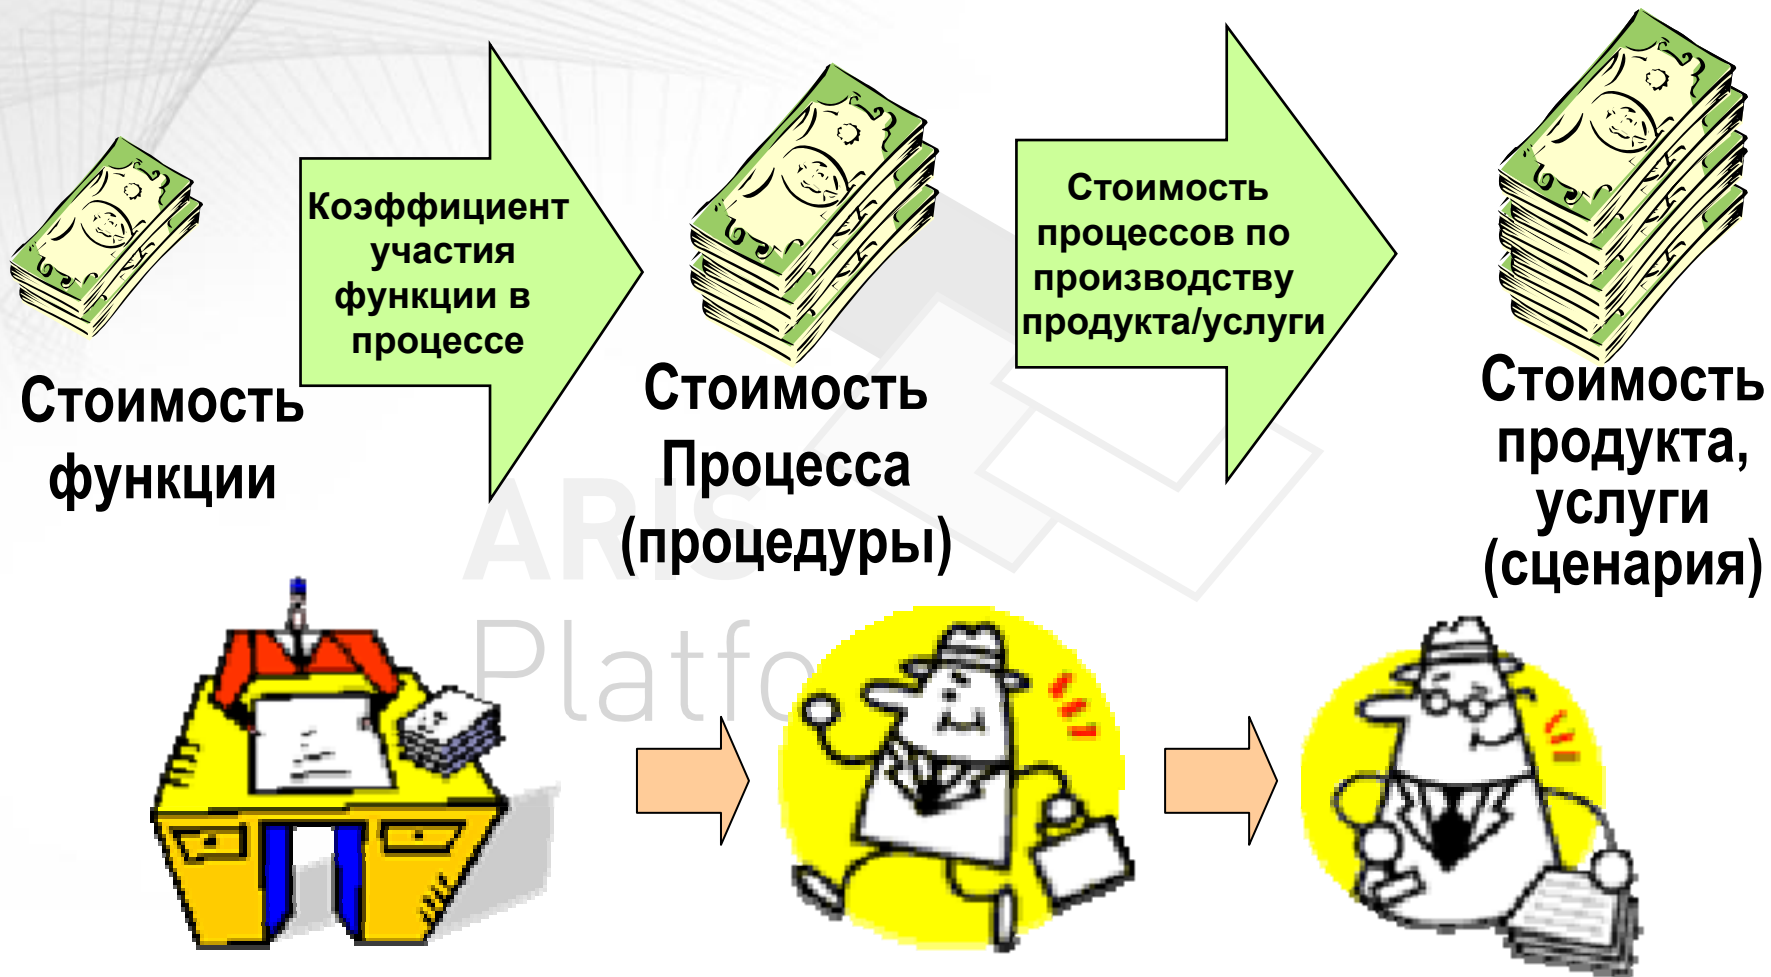 Коэффициент
участия
функции в
процессе
Стоимость
процессов по
производству
продукта/услуги
Стоимость
функции
Стоимость
Процесса
(процедуры)
Стоимость
продукта,
услуги
(сценария)
ARIS
Platfo